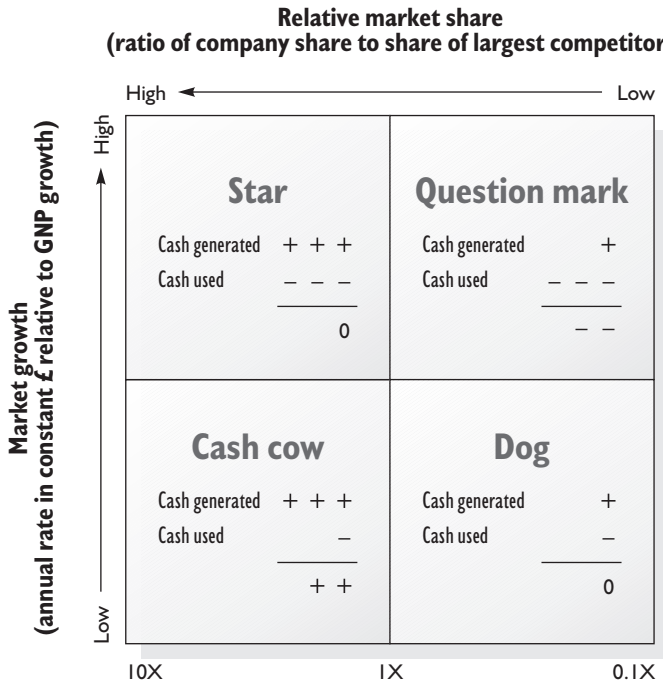 Relative market share
(ratio of company share to share of largest competitor
High
Low
Market growth
(annual rate in constant £ relative to GNP growth)
High
Low
Star
Cash generated + + +
Cash used – – –
0
Question mark
Cash generated +
Cash used – – –
– –
Cash cow
Cash generated + + +
Cash used –
+ +
Dog
Cash generated +
Cash used –
0
10X 1X 0.1X